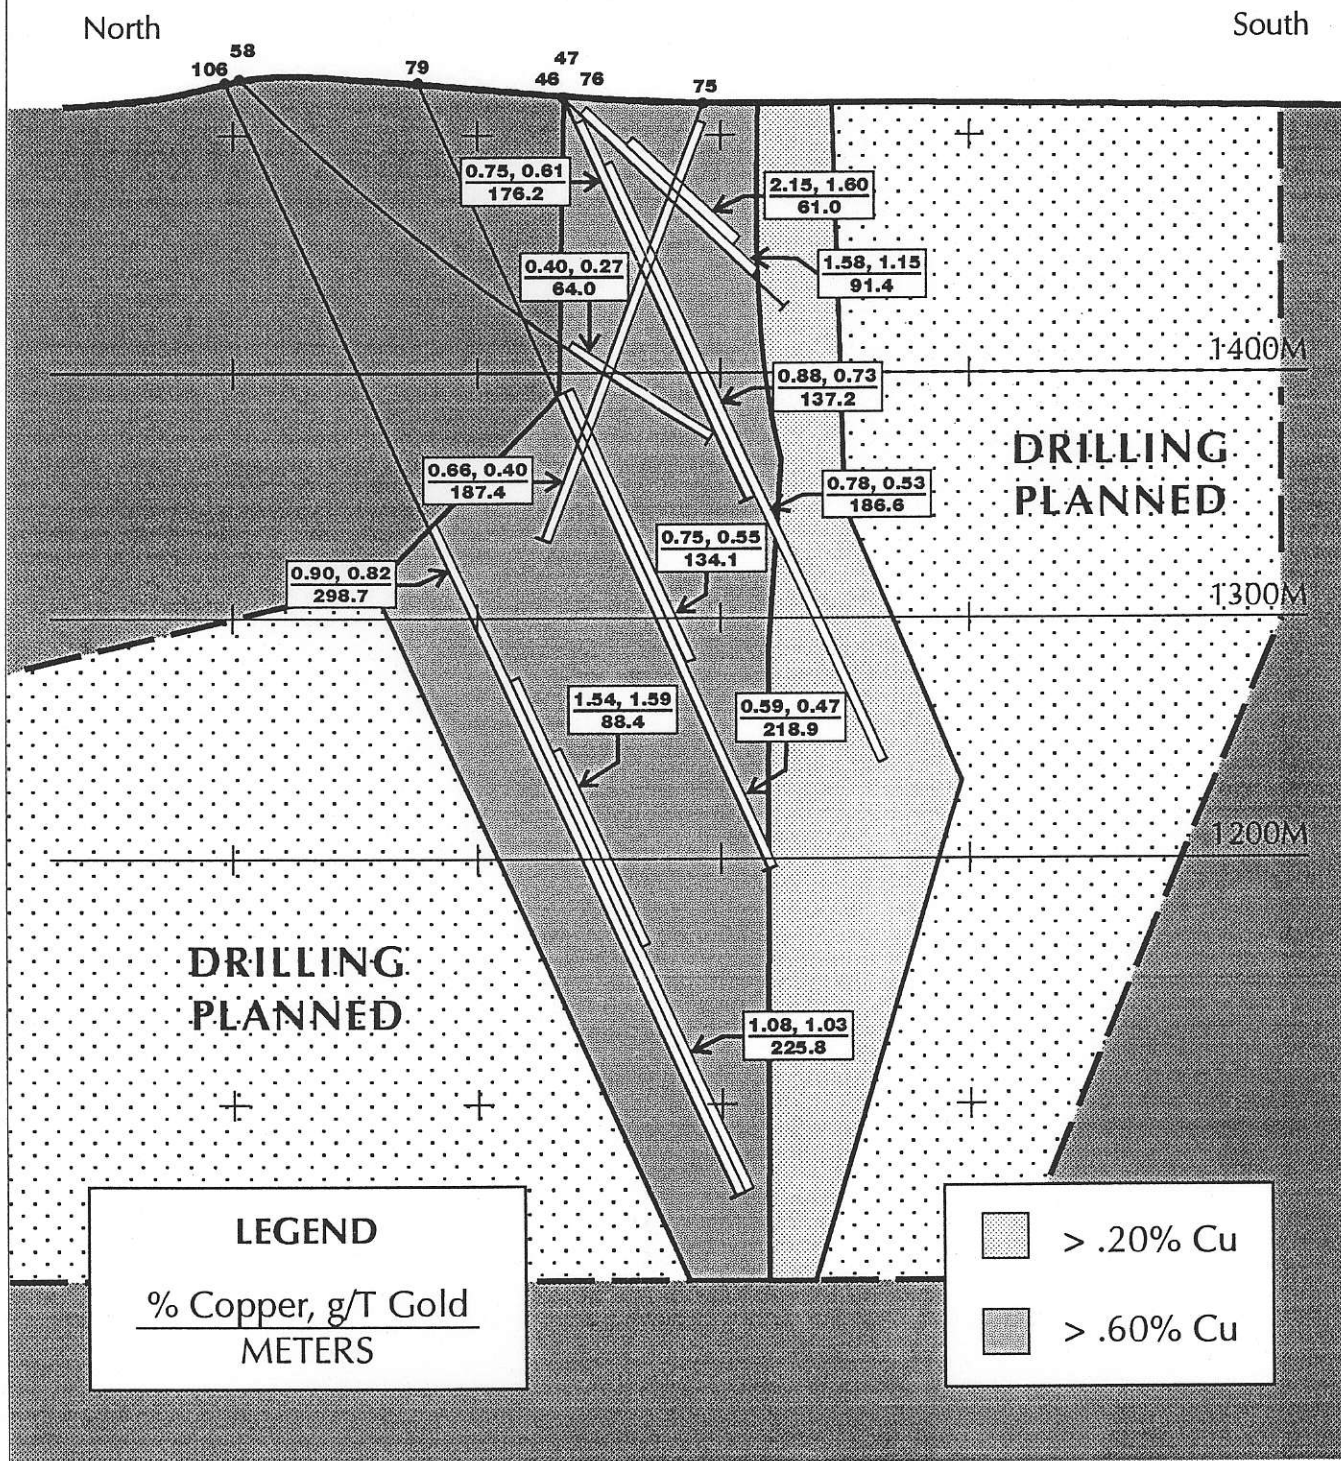 North
South
58
106
79
47
46 76
75
0.75, 0.61
176.2
2.15, 1.60
61.0
0.40, 0.27
64.0
1.58, 1.15
91.4
1400M
0.88, 0.73
137.2
DRILLING
PLANNED
0.66, 0.40
187.4
0.78, 0.53
186.6
0.75, 0.55
134.1
0.90, 0.82
298.7
1300M
1.54, 1.59
88.4
0.59, 0.47
218.9
1200M
DRILLING
PLANNED
1.08, 1.03
225.8
LEGEND
% Copper, g/T Gold
METERS
> .20% Cu
> .60% Cu